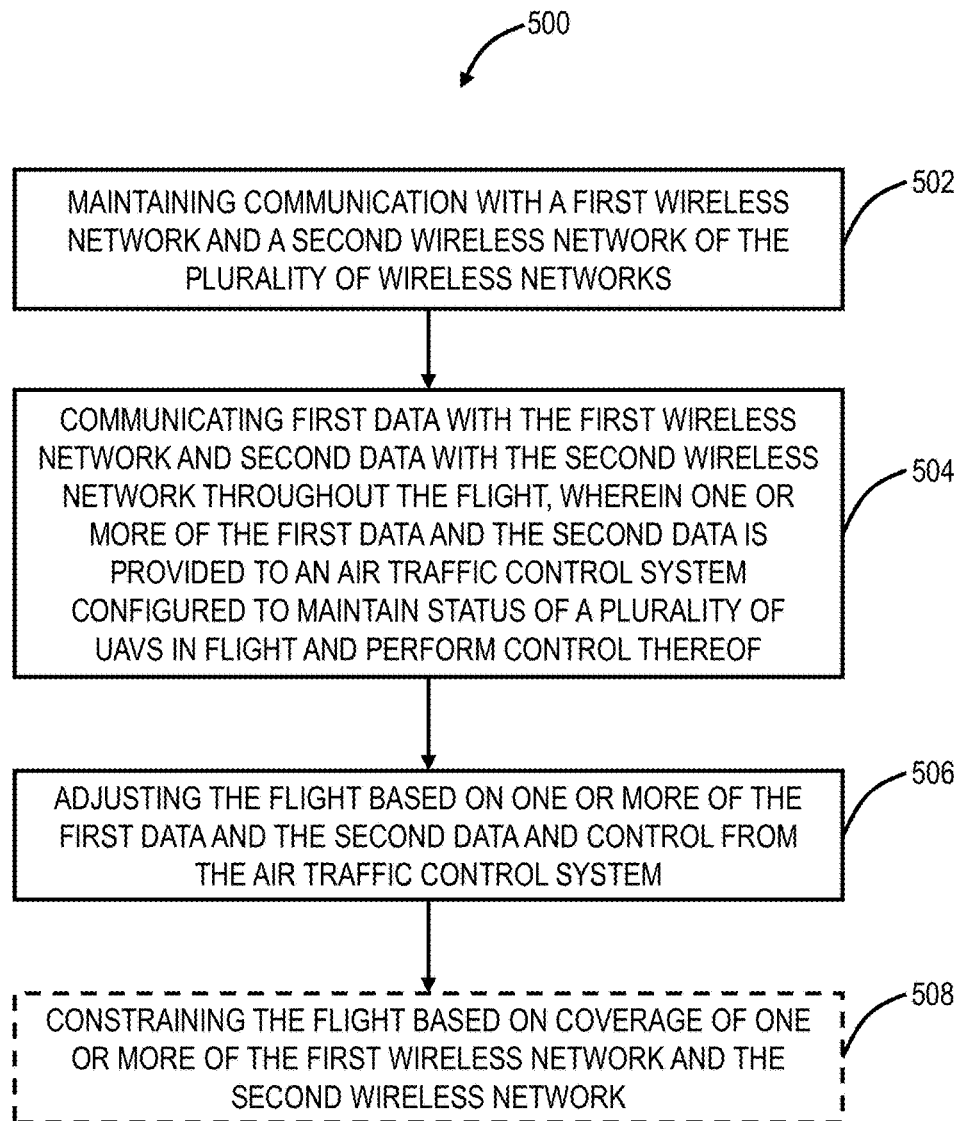 500
MAINTAINING COMMUNICATION WITH A FIRST WIRELESS
NETWORK AND A SECOND WIRELESS NETWORK OF THE
PLURALITY OF WIRELESS NETWORKS
502
COMMUNICATING FIRST DATA WITH THE FIRST WIRELESS
NETWORK AND SECOND DATA WITH THE SECOND WIRELESS
NETWORK THROUGHOUT THE FLIGHT, WHEREIN ONE OR
MORE OF THE FIRST DATA AND THE SECOND DATA IS
PROVIDED TO AN AIR TRAFFIC CONTROL SYSTEM
CONFIGURED TO MAINTAIN STATUS OF A PLURALITY OF
UAVS IN FLIGHT AND PERFORM CONTROL THEREOF
504
ADJUSTING THE FLIGHT BASED ON ONE OR MORE OF THE
FIRST DATA AND THE SECOND DATA AND CONTROL FROM
THE AIR TRAFFIC CONTROL SYSTEM
506
CONSTRAINING THE FLIGHT BASED ON COVERAGE OF ONE
OR MORE OF THE FIRST WIRELESS NETWORK AND THE
SECOND WIRELESS NETWORK
508